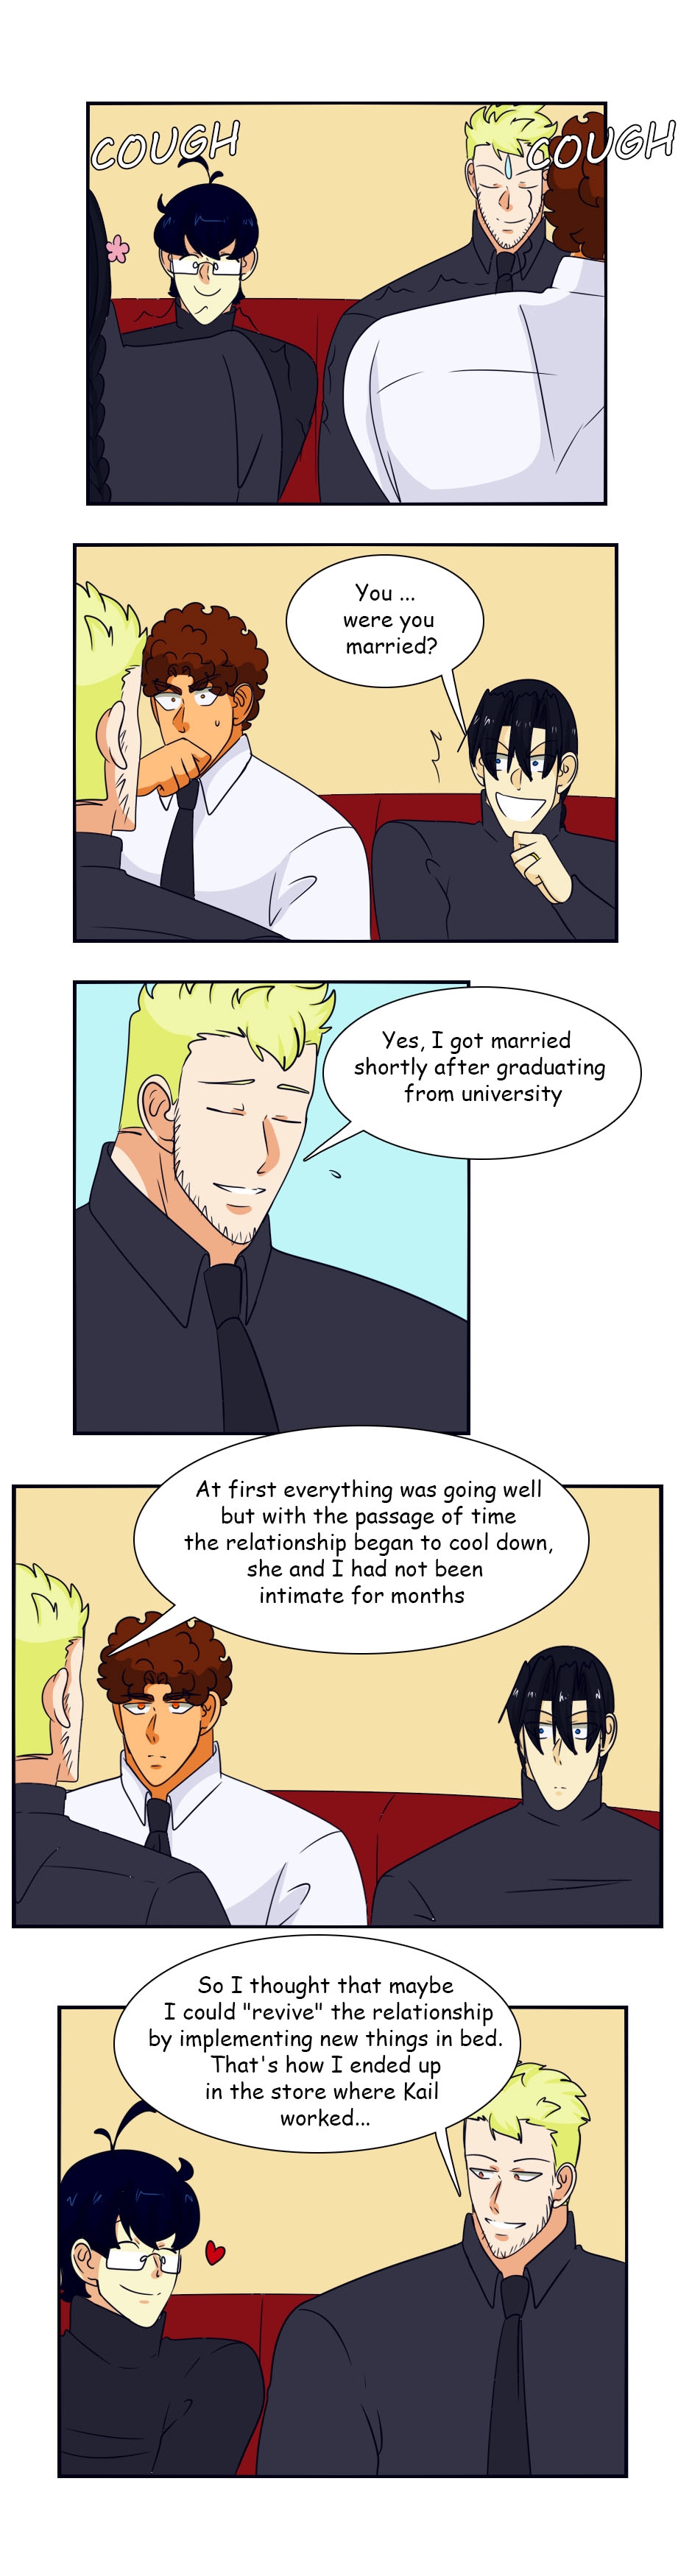 COUGH
COUGH
You ...
were you
married?
Yes, I got married
shortly after graduating
from university
At first everything was going well
but with the passage of time
the relationship began to cool down,
she and I had not been
intimate for months
So I thought that maybe
I could "revive" the relationship
by implementing new things in bed.
That's how I ended up
in the store where Kail
worked...